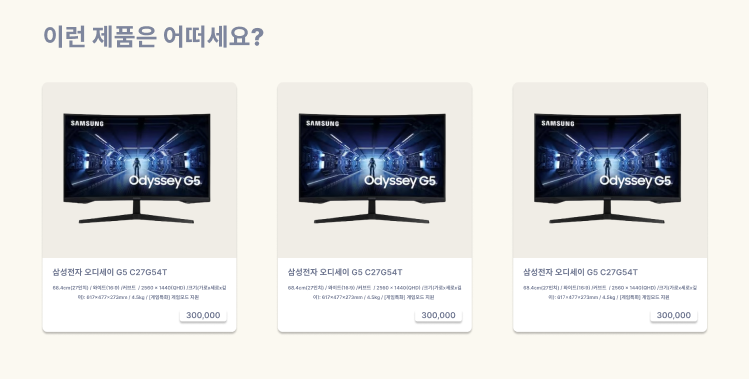 이런 제품은 어떠세요?
SAMSUNG
Odyssey G5
삼성전자 오디세이 G5 C27G54T
68.4cm(27인치) / 와이드(16:9) /커브드 / 2560 x 1440(QHD) /크기(가로x세로x깊
이): 617x477x273mm / 4.5kg / [게임특화] 게임모드 지원
300,000
SAMSUNG
Odyssey G5
삼성전자 오디세이 G5 C27G54T
68.4cm(27인치) / 와이드(16:9) /커브드 / 2560 x 1440(QHD) /크기(가로x세로x깊
이): 617x477x273mm / 4.5kg / [게임특화] 게임모드 지원
300,000
SAMSUNG
Odyssey G5
삼성전자 오디세이 G5 C27G54T
68.4cm(27인치) / 와이드(16:9) /커브드 / 2560 x 1440(QHD) /크기(가로x세로x깊
이): 617x477x273mm / 4.5kg / [게임특화] 게임모드 지원
300,000